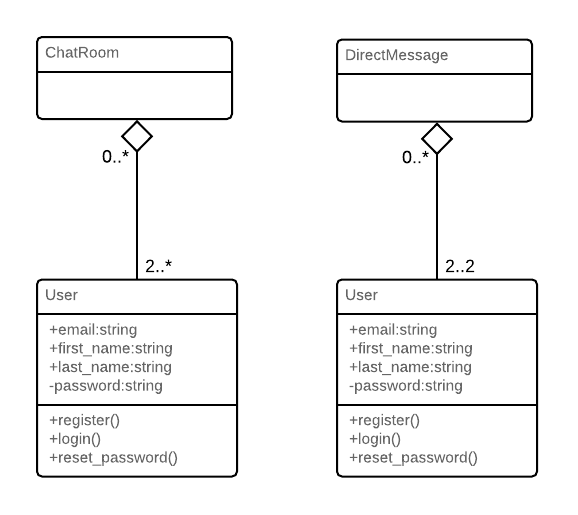 ChatRoom
0..*
2..*
User
+email:string
+first_name:string
+last_name:string
-password:string
+register()
+login()
+reset_password()
DirectMessage
0..*
2..2
User
+email:string
+first_name:string
+last_name:string
-password:string
+register()
+login()
+reset_password()